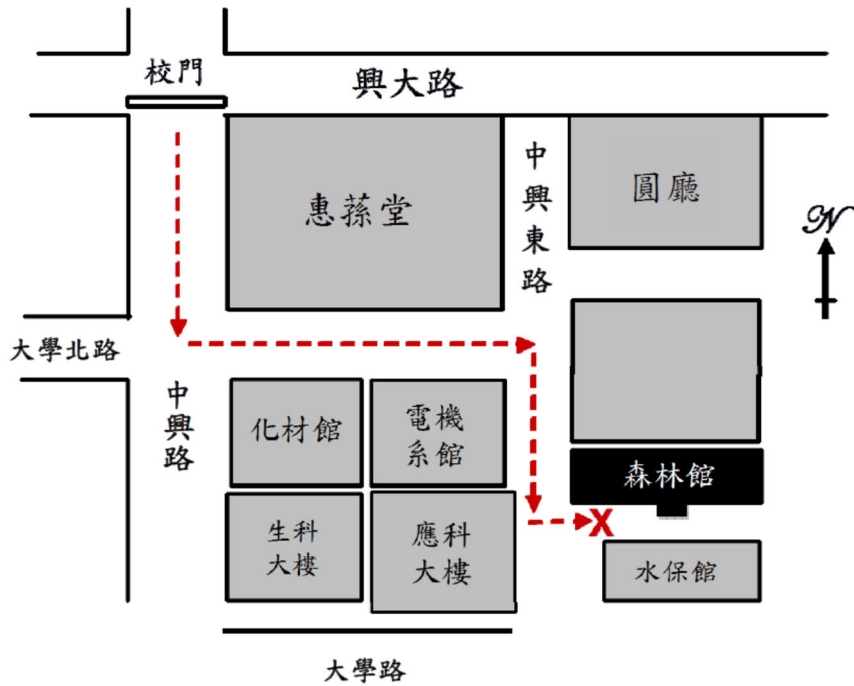 校門
興大路
惠蓀堂
中興東路
圓廳
N
大學北路
中興路
化材館
電機
系館
森林館
X
生科
大樓
應科
大樓
水保館
大學路